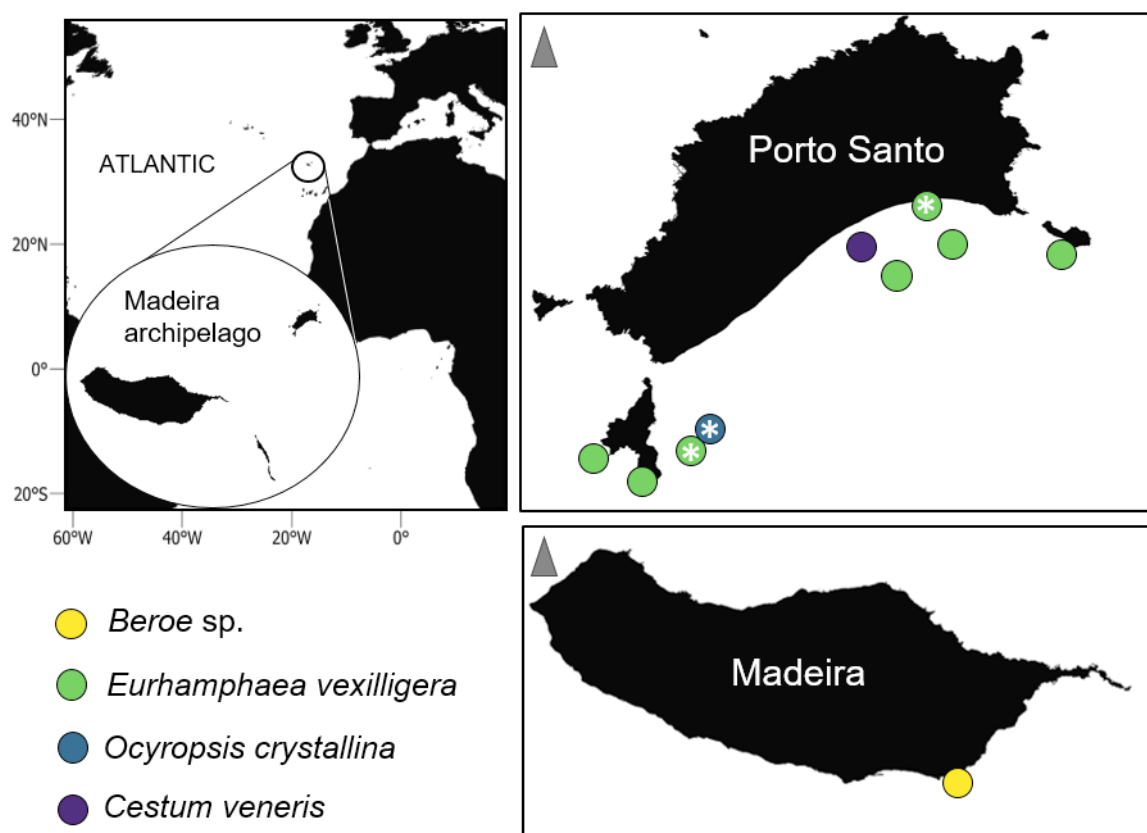 40°N
20°N
0°
20°S
60°W
40°W
20°W
0°
ATLANTIC
Madeira
archipelago
Porto Santo
*
*
*
Madeira
Beroe sp.
Eurhamphaea vexilligera
Ocyropsis crystallina
Cestum veneris